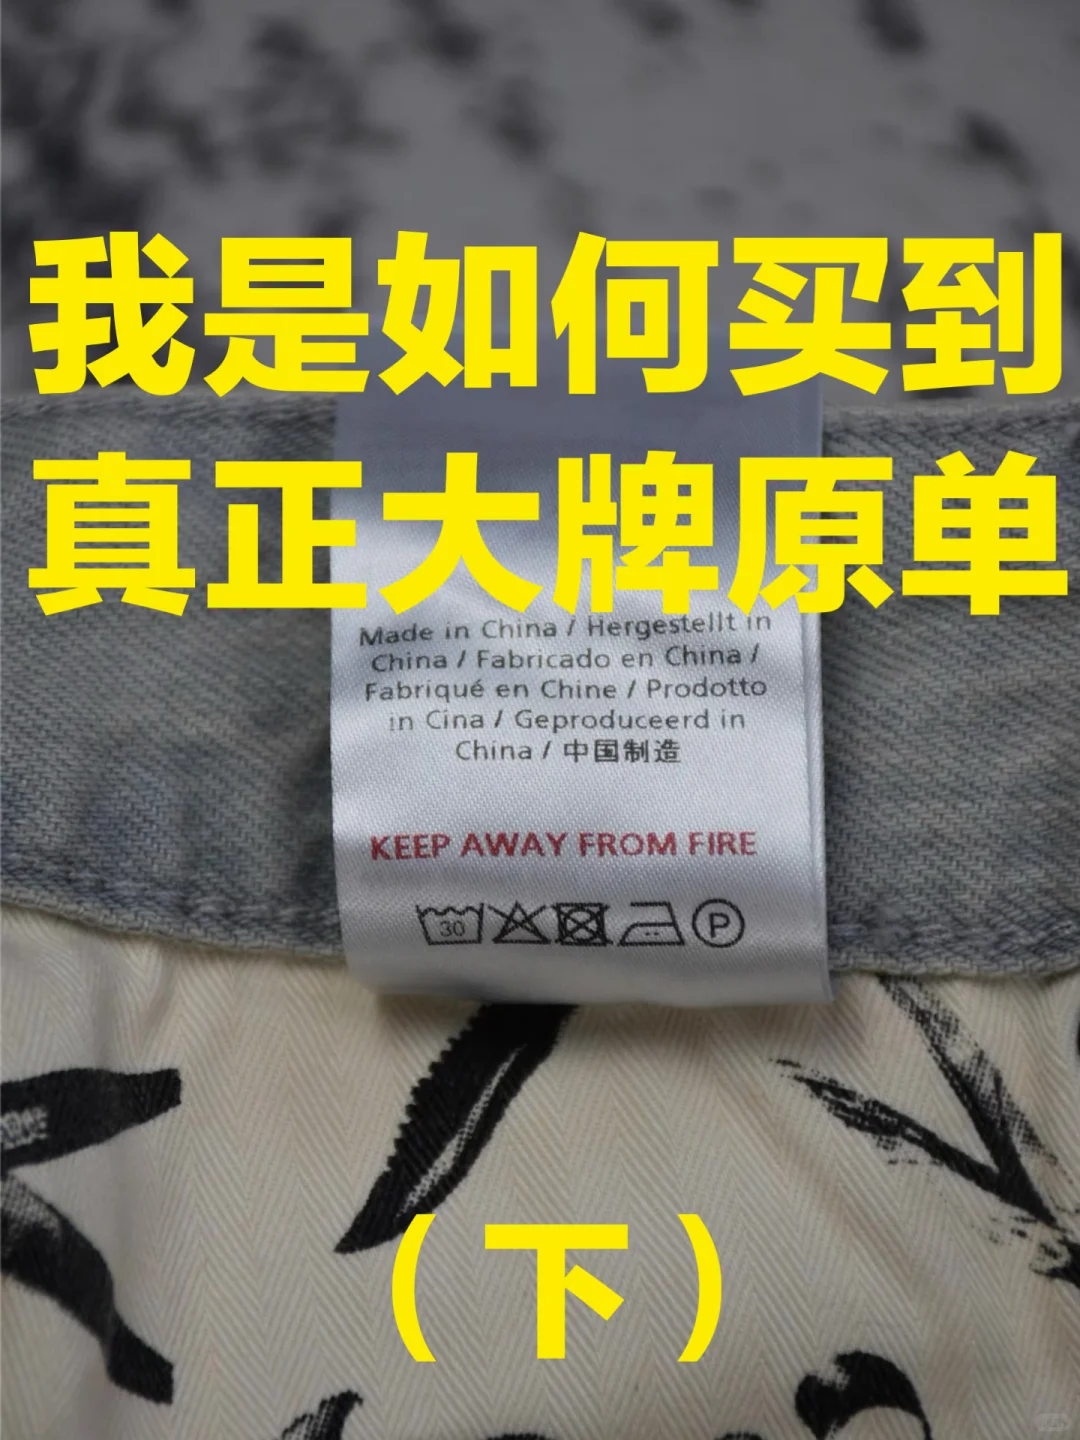 我是如何买到
真正大牌原单
Made in China / Hergestellt in
China / Fabricado en China /
Fabriqué en Chine / Prodotto
in Cina / Geproduceerd in
China / 中国制造
KEEP AWAY FROM FIRE
30 P
（下）